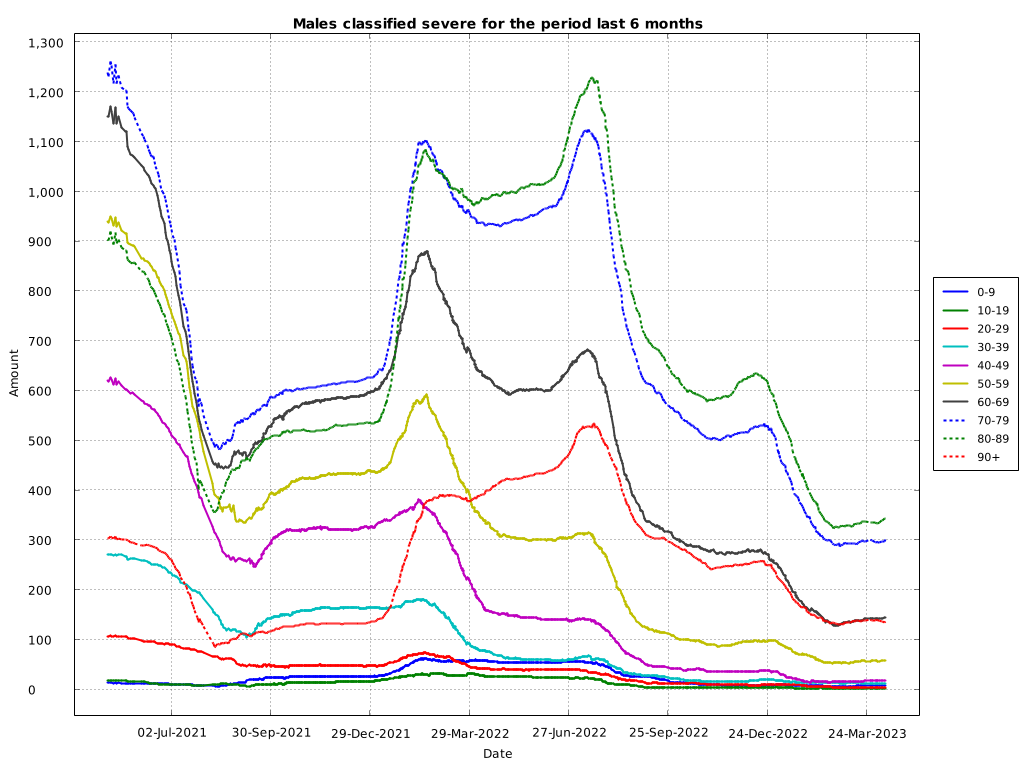 Males classified severe for the period last 6 months
1,300
1,200
1,100
1,000
900
800
700
600
500
400
300
200
100
0
Amount
02-Jul-2021
30-Sep-2021
29-Dec-2021
29-Mar-2022
27-Jun-2022
25-Sep-2022
24-Dec-2022
24-Mar-2023
Date
0-9
10-19
20-29
30-39
40-49
50-59
60-69
70-79
80-89
90+